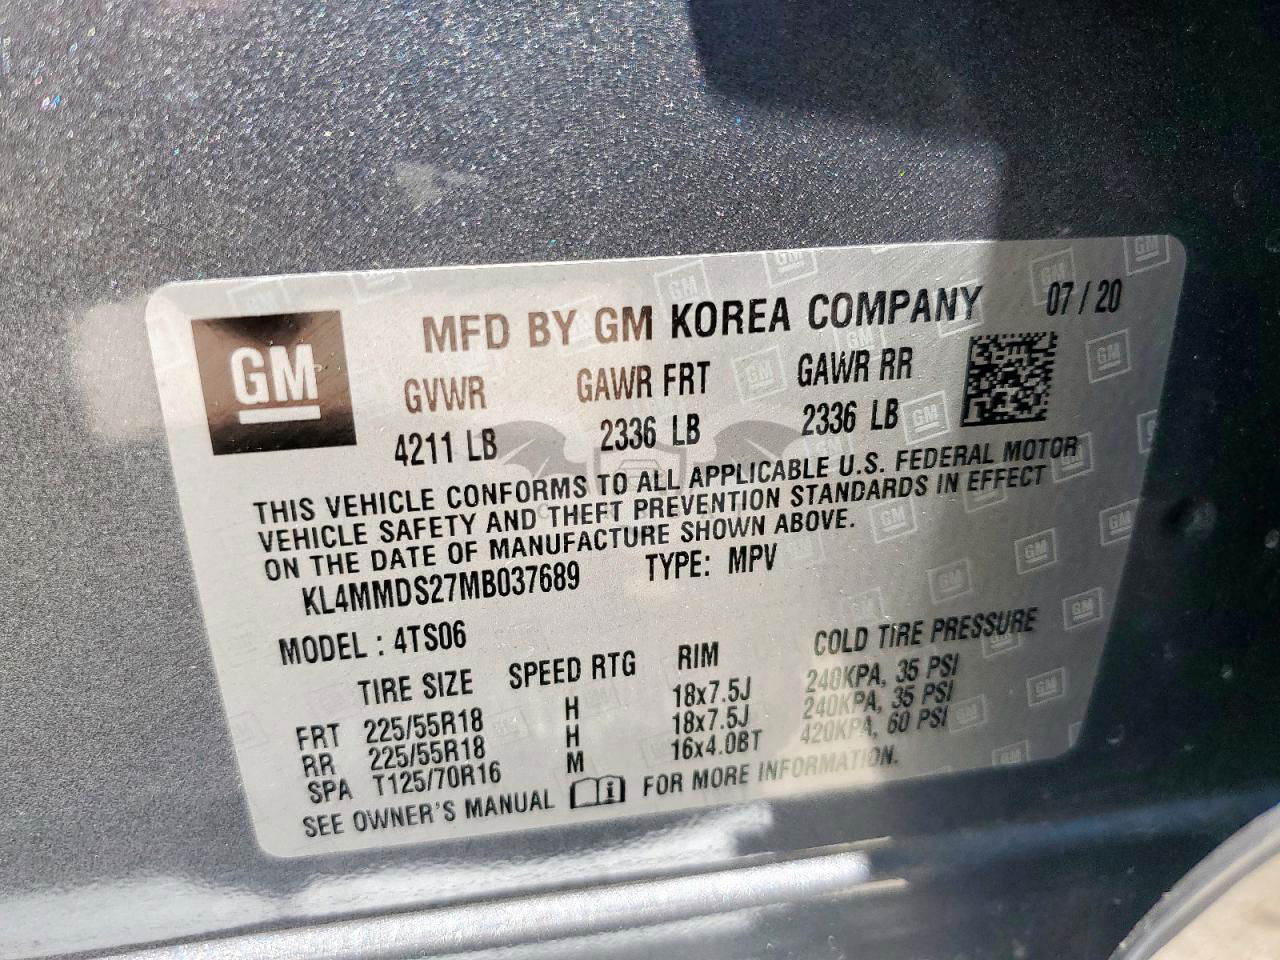 GM
MFD BY GM KOREA COMPANY 07/20
GVWR GAWR FRT GAWR RR
4211 LB 2336 LB 2336 LB
THIS VEHICLE CONFORMS TO ALL APPLICABLE U.S. FEDERAL MOTOR
VEHICLE SAFETY AND THEFT PREVENTION STANDARDS IN EFFECT
ON THE DATE OF MANUFACTURE SHOWN ABOVE.
KL4MMDS27MB037689 TYPE: MPV
MODEL : 4TS06
TIRE SIZE SPEED RTG RIM COLD TIRE PRESSURE
FRT 225/55R18 H 18x7.5J 240KPA, 35 PSI
RR 225/55R18 H 18x7.5J 240KPA, 35 PSI
SPA T125/70R16 M 16x4.0BT 420KPA, 60 PSI
SEE OWNER'S MANUAL FOR MORE INFORMATION.